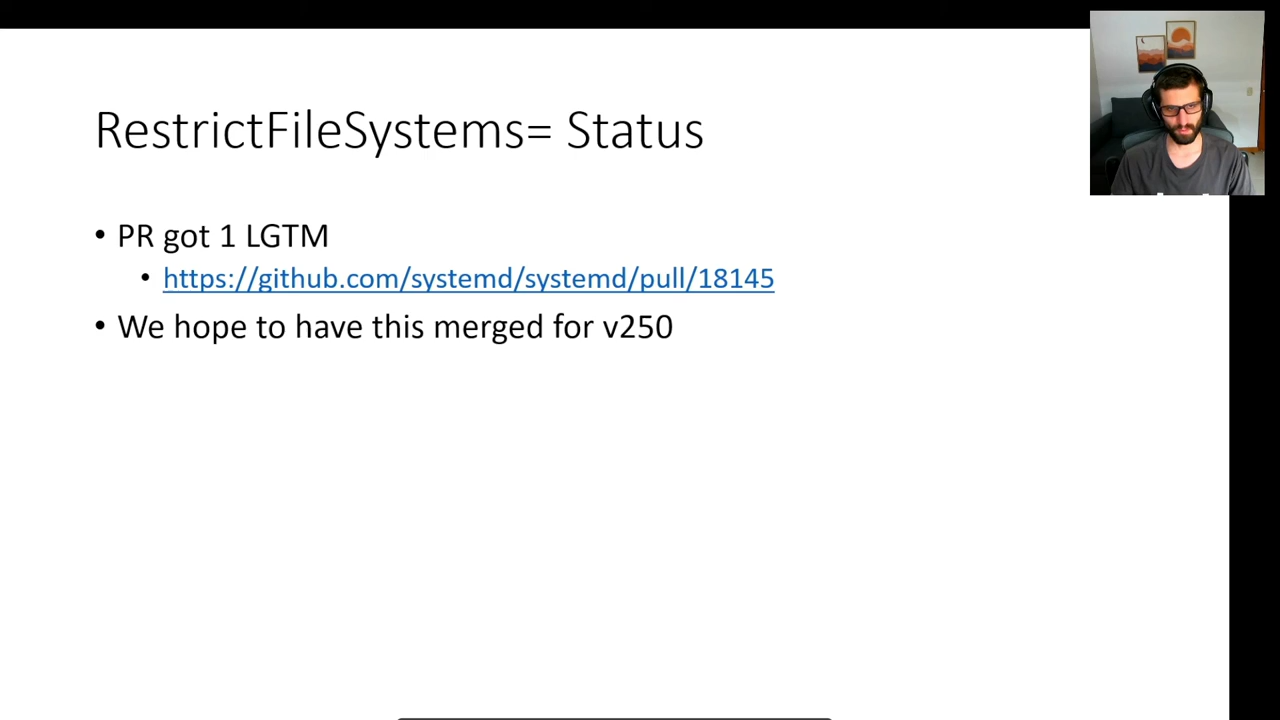 RestrictFileSystems= Status
• PR got 1 LGTM
• https://github.com/systemd/systemd/pull/18145
• We hope to have this merged for v250